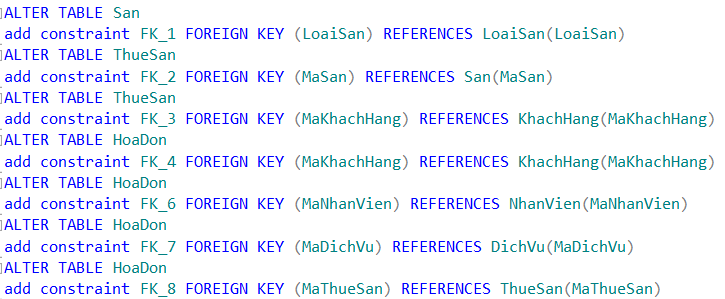 ALTER TABLE San
add constraint FK_1 FOREIGN KEY (LoaiSan) REFERENCES LoaiSan(LoaiSan)
ALTER TABLE ThueSan
add constraint FK_2 FOREIGN KEY (MaSan) REFERENCES San(MaSan)
ALTER TABLE ThueSan
add constraint FK_3 FOREIGN KEY (MaKhachHang) REFERENCES KhachHang(MaKhachHang)
ALTER TABLE HoaDon
add constraint FK_4 FOREIGN KEY (MaKhachHang) REFERENCES KhachHang(MaKhachHang)
ALTER TABLE HoaDon
add constraint FK_6 FOREIGN KEY (MaNhanVien) REFERENCES NhanVien(MaNhanVien)
ALTER TABLE HoaDon
add constraint FK_7 FOREIGN KEY (MaDichVu) REFERENCES DichVu(MaDichVu)
ALTER TABLE HoaDon
add constraint FK_8 FOREIGN KEY (MaThueSan) REFERENCES ThueSan(MaThueSan)